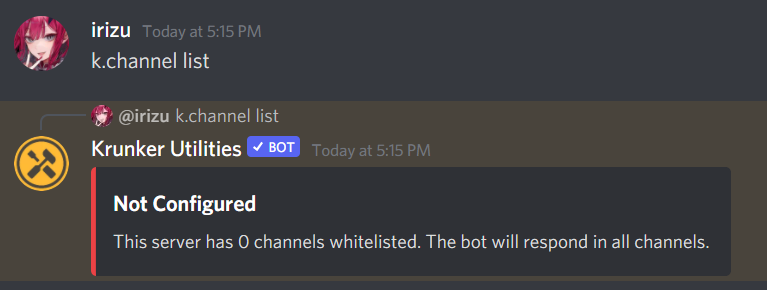 irizu Today at 5:15 PM
k.channel list
@irizu k.channel list
Krunker Utilities ✓ BOT Today at 5:15 PM
Not Configured
This server has 0 channels whitelisted. The bot will respond in all channels.